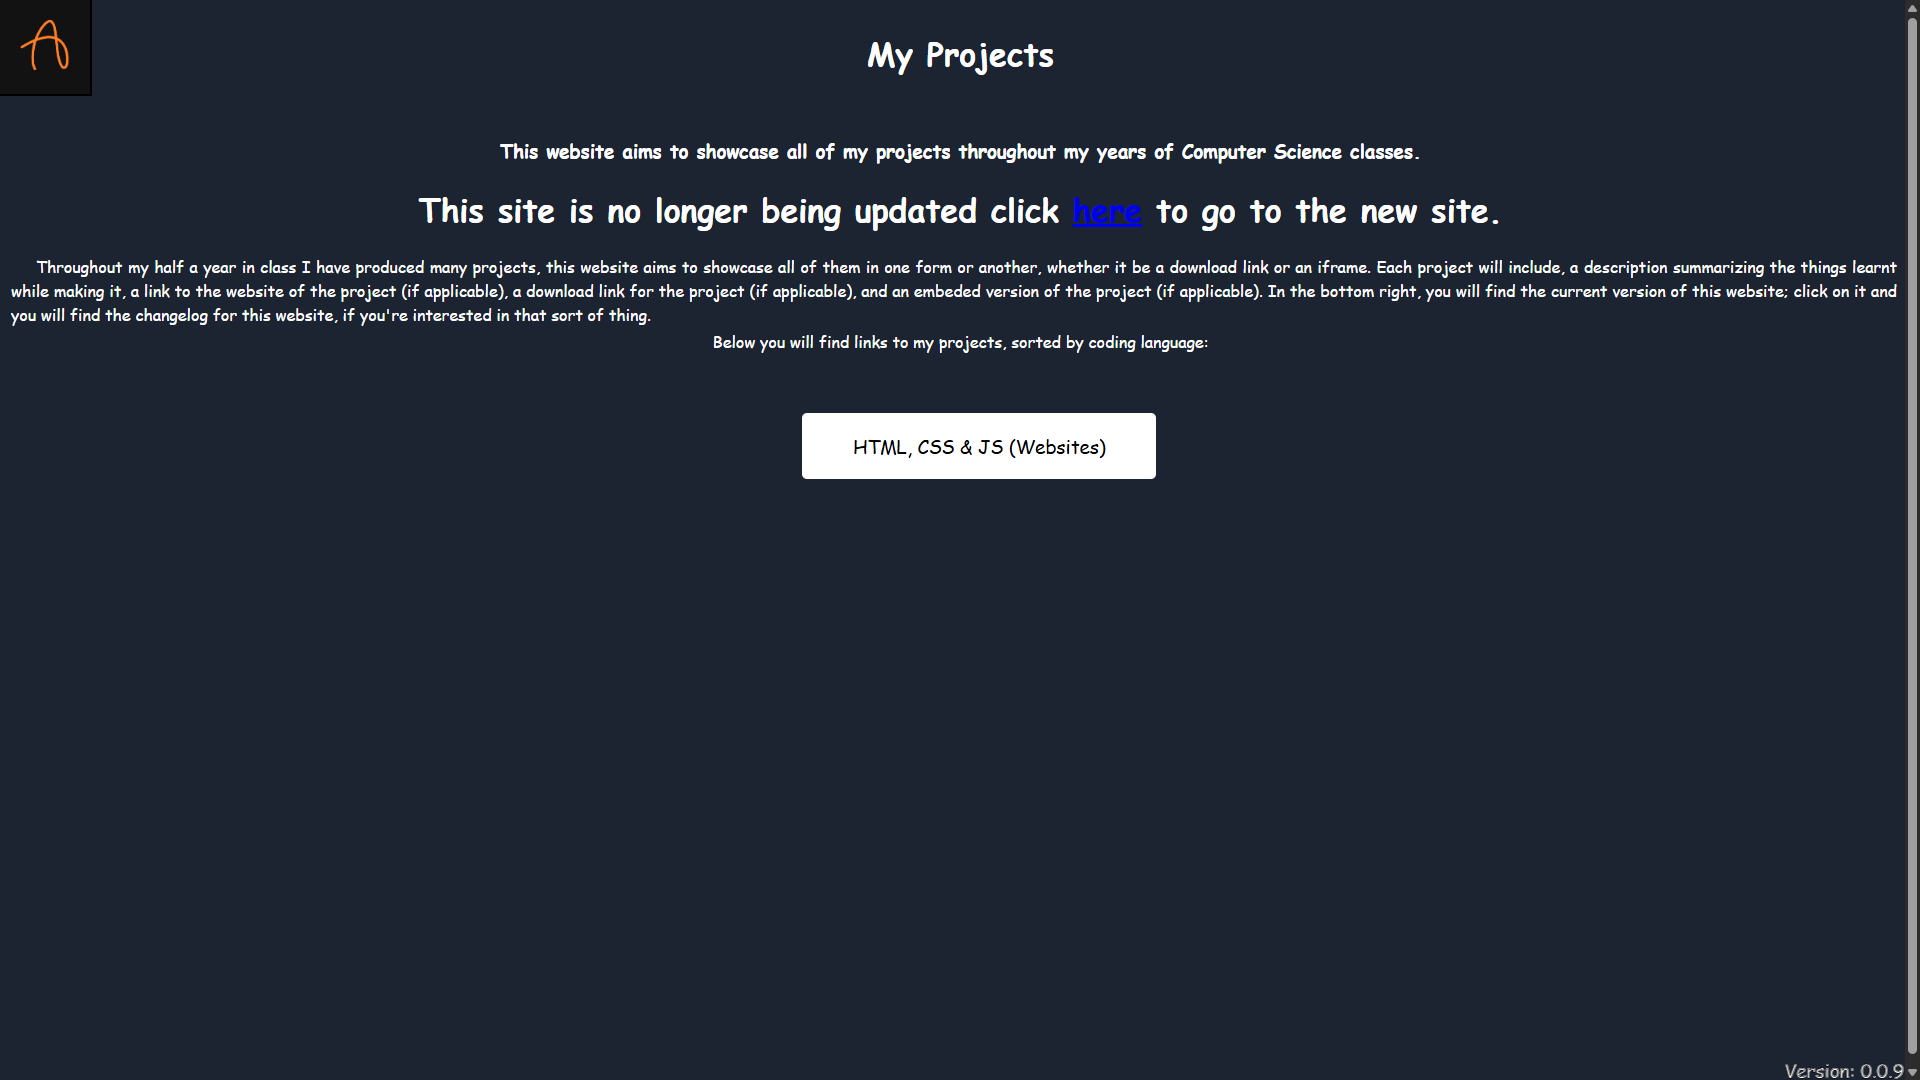 My Projects
This website aims to showcase all of my projects throughout my years of Computer Science classes.
This site is no longer being updated click here to go to the new site.
Throughout my half a year in class I have produced many projects, this website aims to showcase all of them in one form or another, whether it be a download link or an iframe. Each project will include, a description summarizing the things learnt
while making it, a link to the website of the project (if applicable), a download link for the project (if applicable), and an embeded version of the project (if applicable). In the bottom right, you will find the current version of this website; click on it and
you will find the changelog for this website, if you're interested in that sort of thing.
Below you will find links to my projects, sorted by coding language:
HTML, CSS & JS (Websites)
Version: 0.0.9